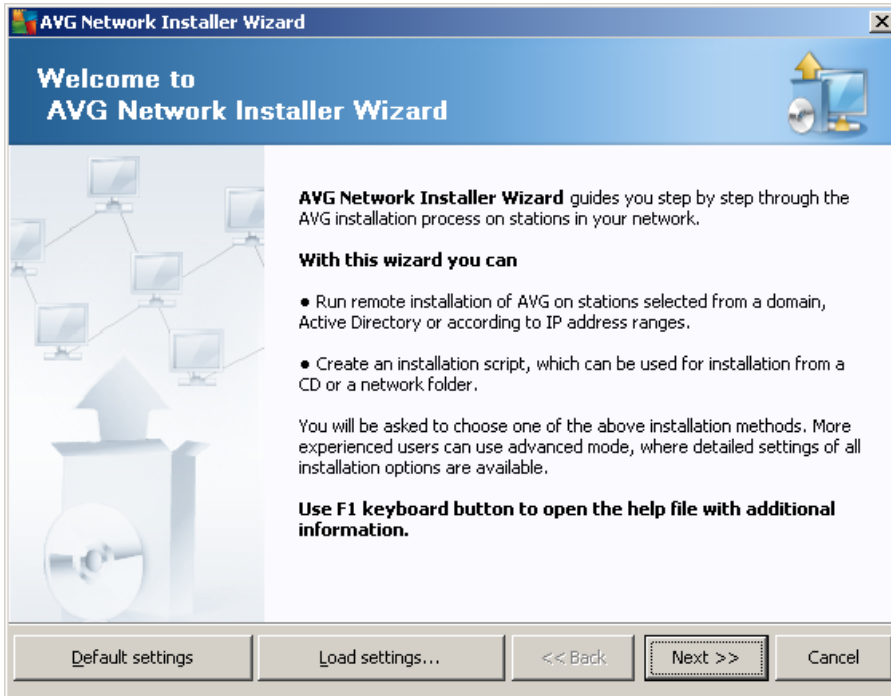 AVG Network Installer Wizard
Welcome to
AVG Network Installer Wizard
AVG Network Installer Wizard guides you step by step through the
AVG installation process on stations in your network.
With this wizard you can
● Run remote installation of AVG on stations selected from a domain,
Active Directory or according to IP address ranges.
● Create an installation script, which can be used for installation from a
CD or a network folder.
You will be asked to choose one of the above installation methods. More
experienced users can use advanced mode, where detailed settings of all
installation options are available.
Use F1 keyboard button to open the help file with additional
information.
Default settings
Load settings...
<< Back
Next >>
Cancel